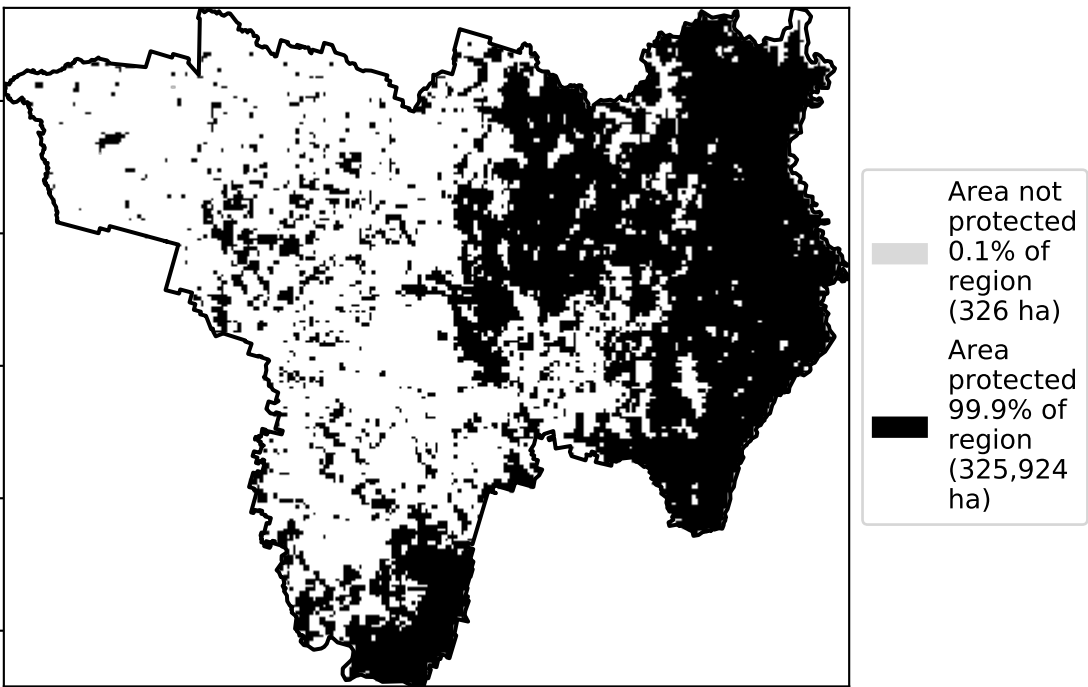 Area not
protected
0.1% of
region
(326 ha)
Area
protected
99.9% of
region
(325,924
ha)